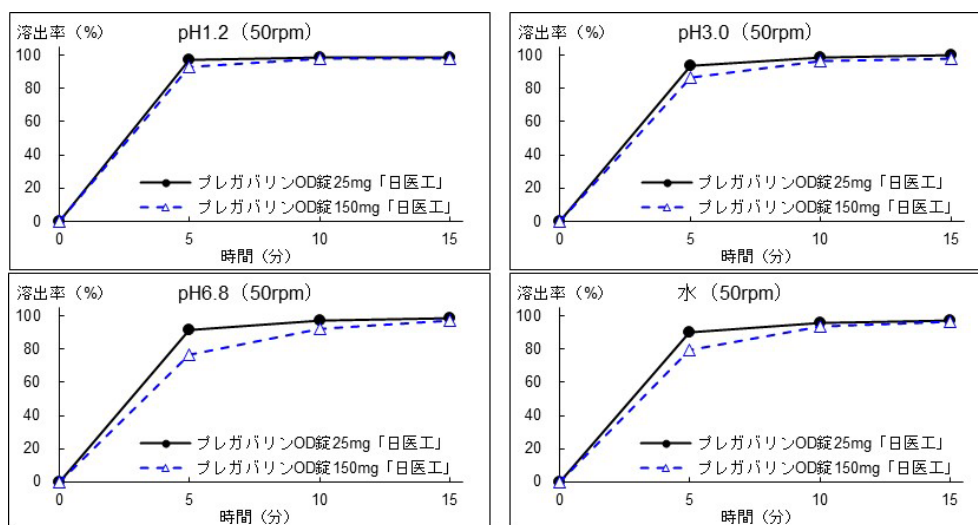 溶出率（%） pH1.2（50rpm）
100
80
60
40
20
0
プレガバリンOD錠25mg「日医工」
プレガバリンOD錠150mg「日医工」
0 5 10 15
時間（分）
溶出率（%） pH3.0（50rpm）
100
80
60
40
20
0
プレガバリンOD錠25mg「日医工」
プレガバリンOD錠150mg「日医工」
0 5 10 15
時間（分）
溶出率（%） pH6.8（50rpm）
100
80
60
40
20
0
プレガバリンOD錠25mg「日医工」
プレガバリンOD錠150mg「日医工」
0 5 10 15
時間（分）
溶出率（%） 水（50rpm）
100
80
60
40
20
0
プレガバリンOD錠25mg「日医工」
プレガバリンOD錠150mg「日医工」
0 5 10 15
時間（分）